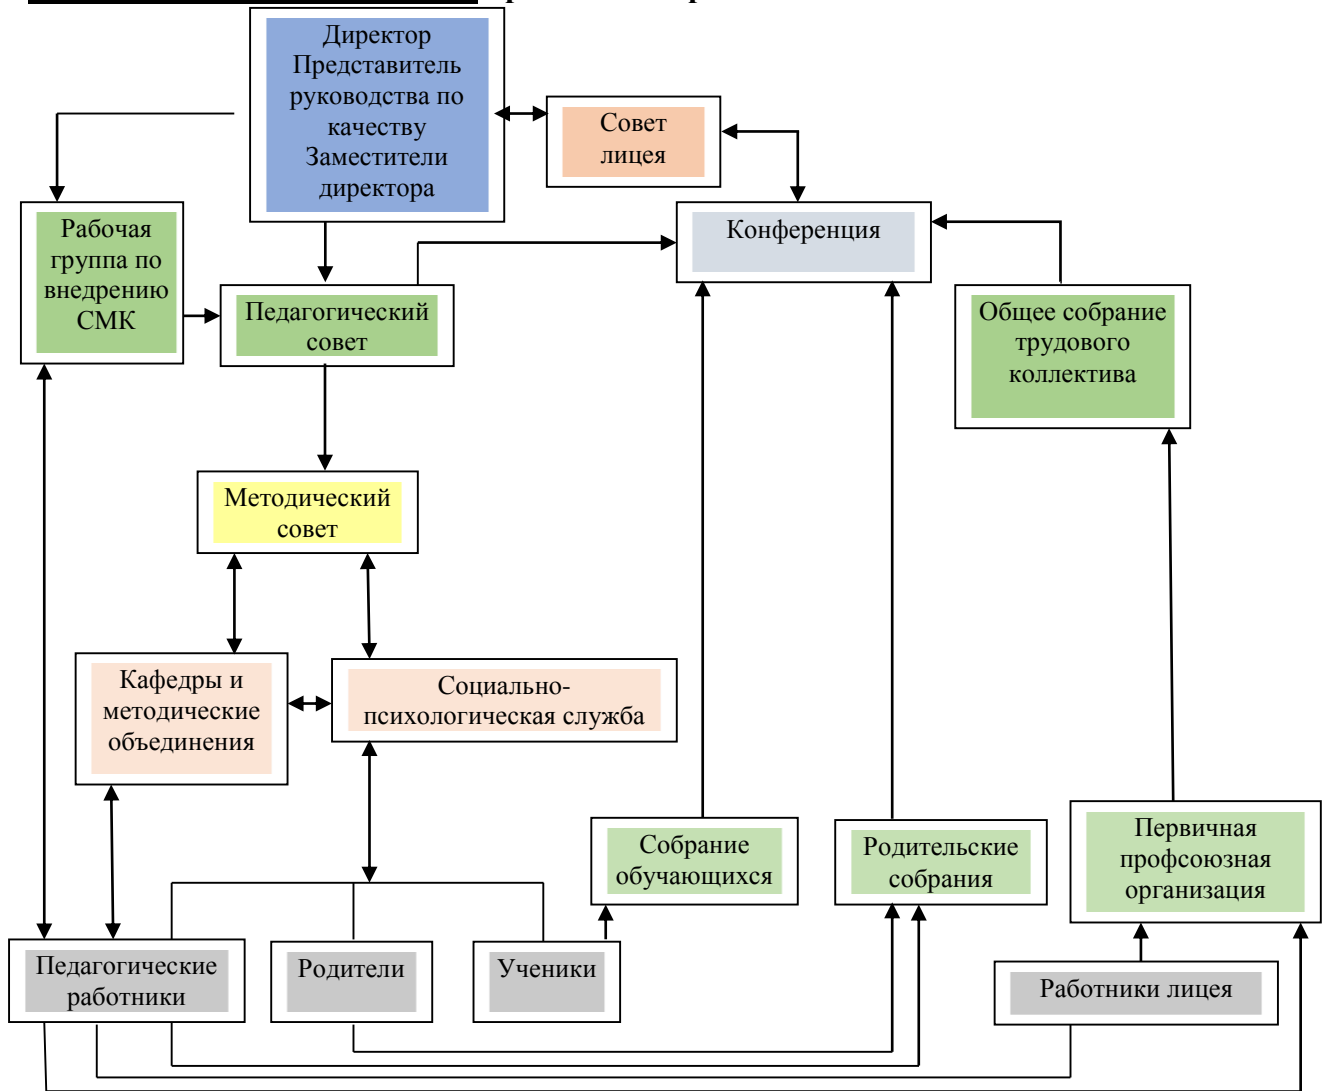 Директор
Представитель
руководства по
качеству
Заместители
директора
Совет
лицея
Конференция
Рабочая
группа по
внедрению
СМК
Педагогический
совет
Общее собрание
трудового
коллектива
Методический
совет
Кафедры и
методические
объединения
Социально-
психологическая служба
Собрание
обучающихся
Родительские
собрания
Первичная
профсоюзная
организация
Педагогические
работники
Родители
Ученики
Работники лицея